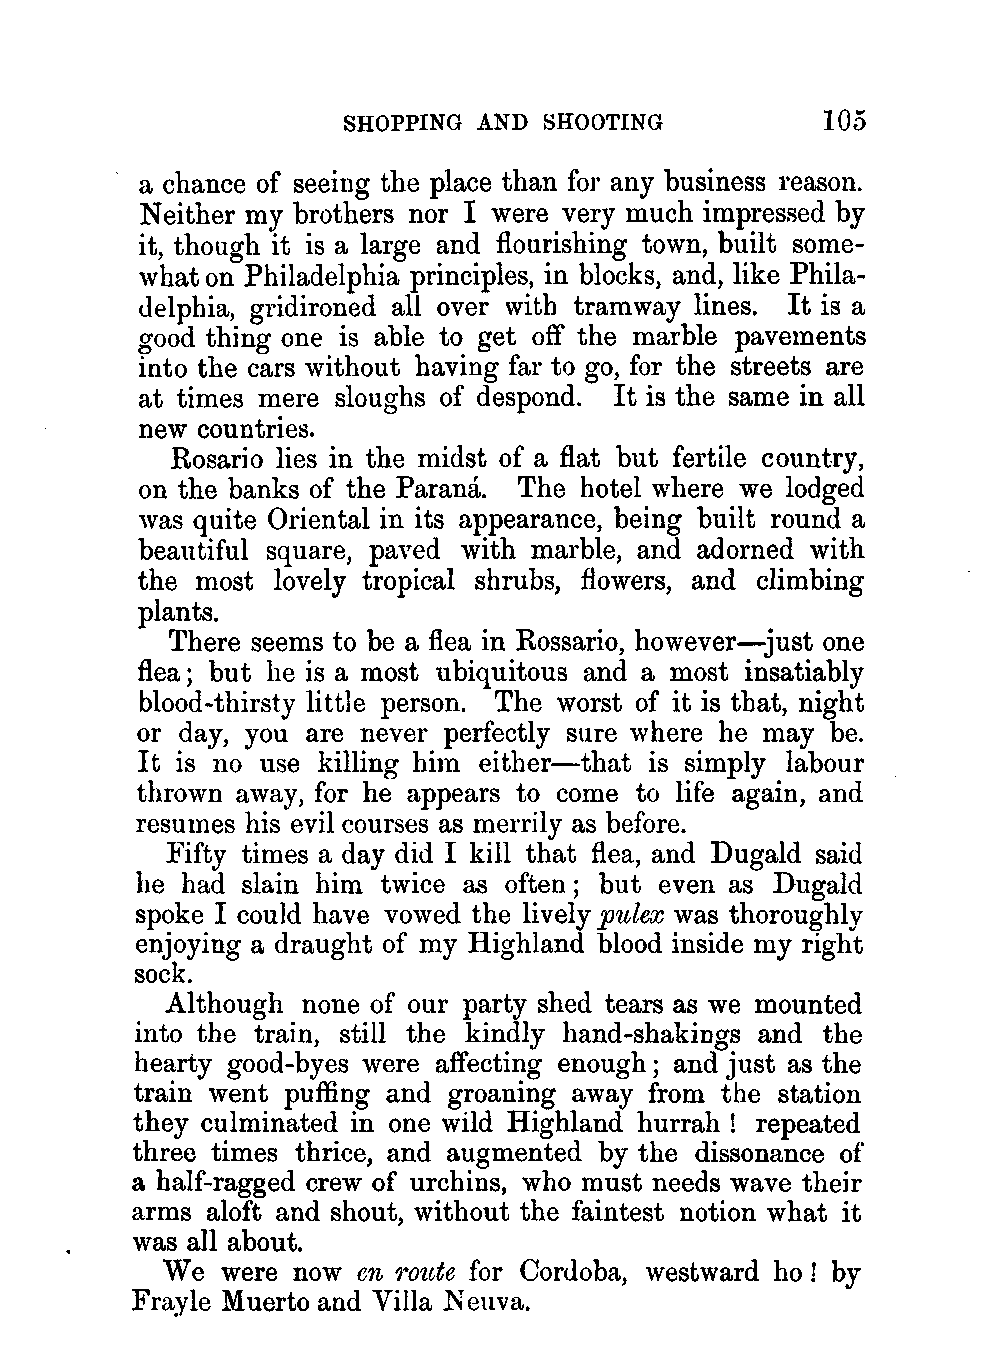 SHOPPING AND SHOOTING 105
a chance of seeing the place than for any business reason.
Neither my brothers nor I were very much impressed by
it, though it is a large and flourishing town, built some-
what on Philadelphia principles, in blocks, and, like Phila-
delphia, gridironed all over with tramway lines. It is a
good thing one is able to get off the marble pavements
into the cars without having far to go, for the streets are
at times mere sloughs of despond. It is the same in all
new countries.
Rosario lies in the midst of a flat but fertile country,
on the banks of the Paraná. The hotel where we lodged
was quite Oriental in its appearance, being built round a
beautiful square, paved with marble, and adorned with
the most lovely tropical shrubs, flowers, and climbing
plants.
There seems to be a flea in Rossario, however—just one
flea; but he is a most ubiquitous and a most insatiably
blood-thirsty little person. The worst of it is that, night
or day, you are never perfectly sure where he may be.
It is no use killing him either—that is simply labour
thrown away, for he appears to come to life again, and
resumes his evil courses as merrily as before.
Fifty times a day did I kill that flea, and Dugald said
he had slain him twice as often; but even as Dugald
spoke I could have vowed the lively pulex was thoroughly
enjoying a draught of my Highland blood inside my right
sock.
Although none of our party shed tears as we mounted
into the train, still the kindly hand-shakings and the
hearty good-byes were affecting enough; and just as the
train went puffing and groaning away from the station
they culminated in one wild Highland hurrah! repeated
three times thrice, and augmented by the dissonance of
a half-ragged crew of urchins, who must needs wave their
arms aloft and shout, without the faintest notion what it
was all about.
We were now en route for Cordoba, westward ho! by
Frayle Muerto and Villa Neuva.